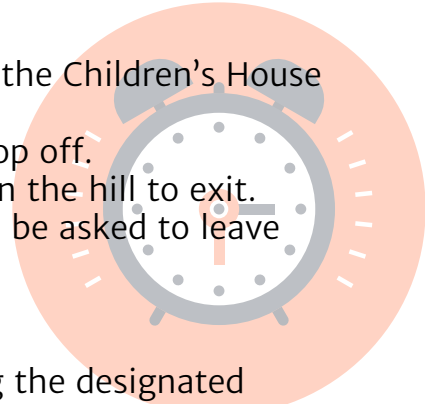 the Children’s House
op off.
n the hill to exit.
be asked to leave
g the designated